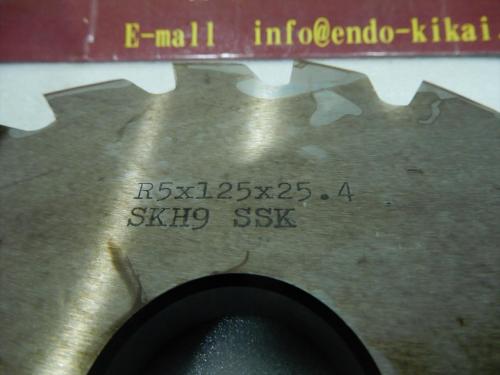 E-mall info@endo-kikai.
R5x125x25.4
SKH9 SSK